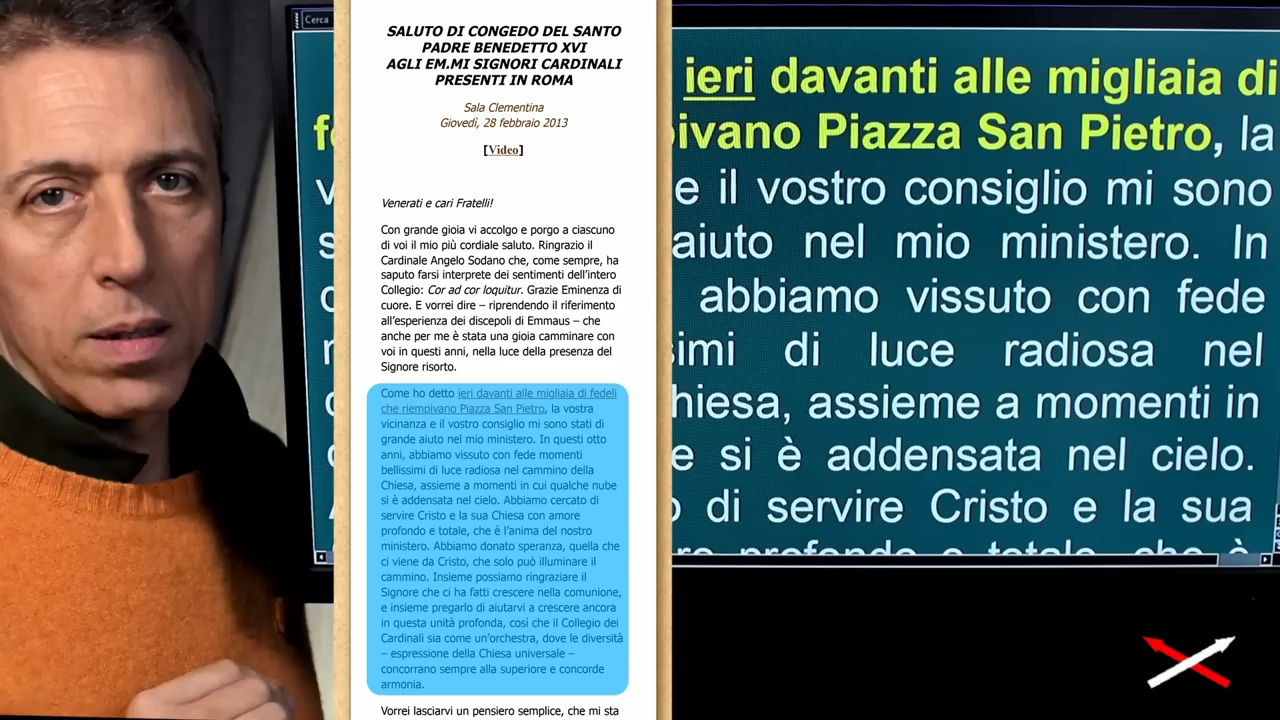 Cerca
SALUTO DI CONGEDO DEL SANTO
PADRE BENEDETTO XVI
AGLI EM.MI SIGNORI CARDINALI
PRESENTI IN ROMA
Sala Clementina
Giovedì, 28 febbraio 2013
[Video]
Venerati e cari Fratelli!
Con grande gioia vi accolgo e porgo a ciascuno
di voi il mio più cordiale saluto. Ringrazio il
Cardinale Angelo Sodano che, come sempre, ha
saputo farsi interprete dei sentimenti dell'intero
Collegio: Cor ad cor loquitur. Grazie Eminenza di
cuore. E vorrei dire – riprendendo il riferimento
all'esperienza dei discepoli di Emmaus – che
anche per me è stata una gioia camminare con
voi in questi anni, nella luce della presenza del
Signore risorto.
Come ho detto ieri davanti alle migliaia di fedeli
che riempivano Piazza San Pietro, la vostra
vicinanza e il vostro consiglio mi sono stati di
grande aiuto nel mio ministero. In questi otto
anni, abbiamo vissuto con fede momenti
bellissimi di luce radiosa nel cammino della
Chiesa, assieme a momenti in cui qualche nube
si è addensata nel cielo. Abbiamo cercato di
servire Cristo e la sua Chiesa con amore
profondo e totale, che è l'anima del nostro
ministero. Abbiamo donato speranza, quella che
ci viene da Cristo, che solo può illuminare il
cammino. Insieme possiamo ringraziare il
Signore che ci ha fatti crescere nella comunione,
e insieme pregarlo di aiutarvi a crescere ancora
in questa unità profonda, così che il Collegio dei
Cardinali sia come un'orchestra, dove le diversità
– espressione della Chiesa universale –
concorrano sempre alla superiore e concorde
armonia.
Vorrei lasciarvi un pensiero semplice, che mi sta
ieri davanti alle migliaia di
pivano Piazza San Pietro, la
e il vostro consiglio mi sono
aiuto nel mio ministero. In
abbiamo vissuto con fede
simi di luce radiosa nel
hiesa, assieme a momenti in
e si è addensata nel cielo.
o di servire Cristo e la sua
profondo e totale, che è